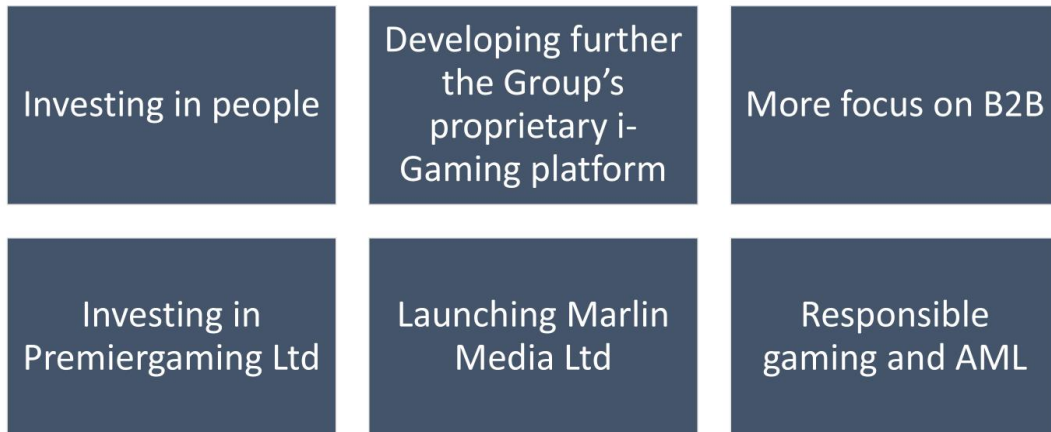 Investing in people
Developing further
the Group’s
proprietary i-
Gaming platform
More focus on B2B
Investing in
Premiergaming Ltd
Launching Marlin
Media Ltd
Responsible
gaming and AML